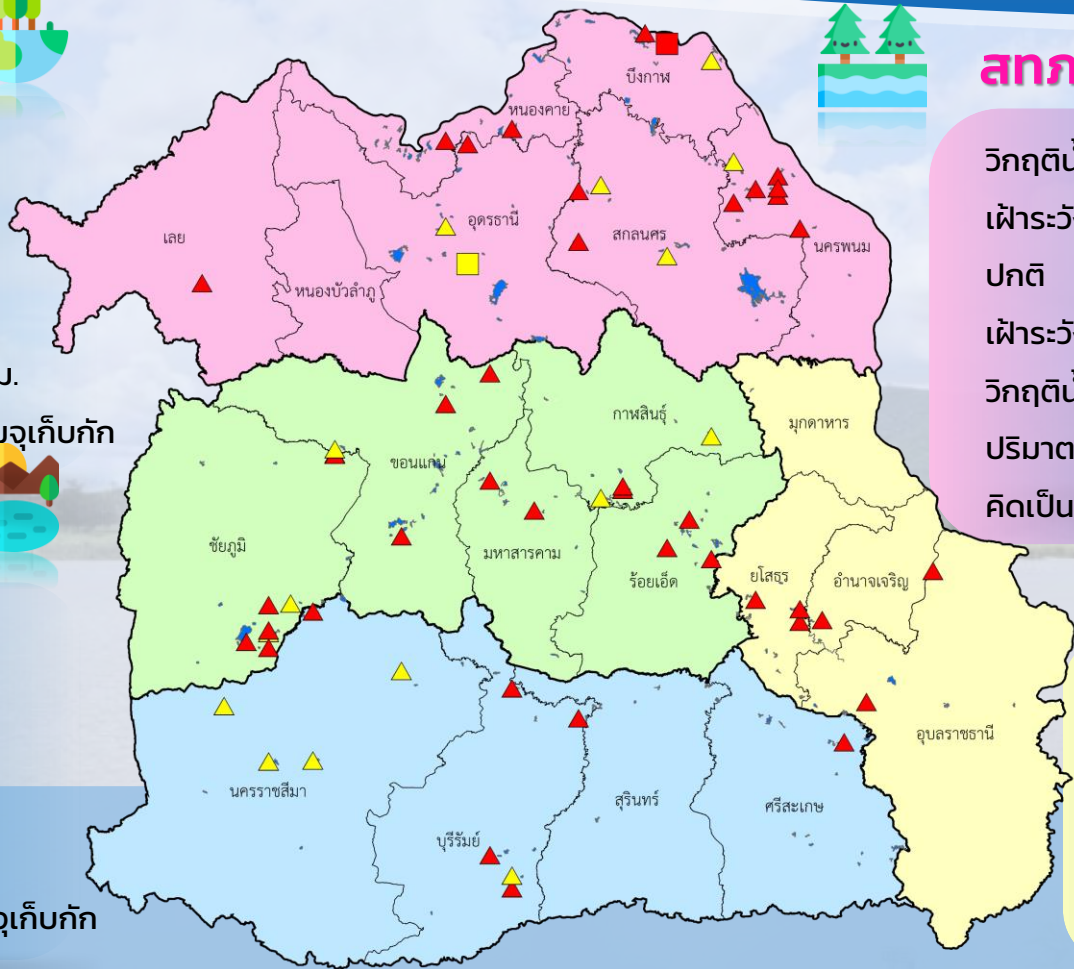 สทภ
วิกฤติน้
เฝ้าระวั
ปกติ
เฝ้าระวั
วิกฤติน้
ปริมาต
คิดเป็น
ม.
จุเก็บกัก
จุเก็บกัก
บึงกาฬ
หนองคาย
เลย
อุดรธานี
สกลนคร
นครพนม
หนองบัวลำภู
กาฬสินธุ์
มุกดาหาร
ขอนแก่น
ชัยภูมิ
มหาสารคาม
ร้อยเอ็ด
ยโสธร
อำนาจเจริญ
อุบลราชธานี
นครราชสีมา
บุรีรัมย์
สุรินทร์
ศรีสะเกษ